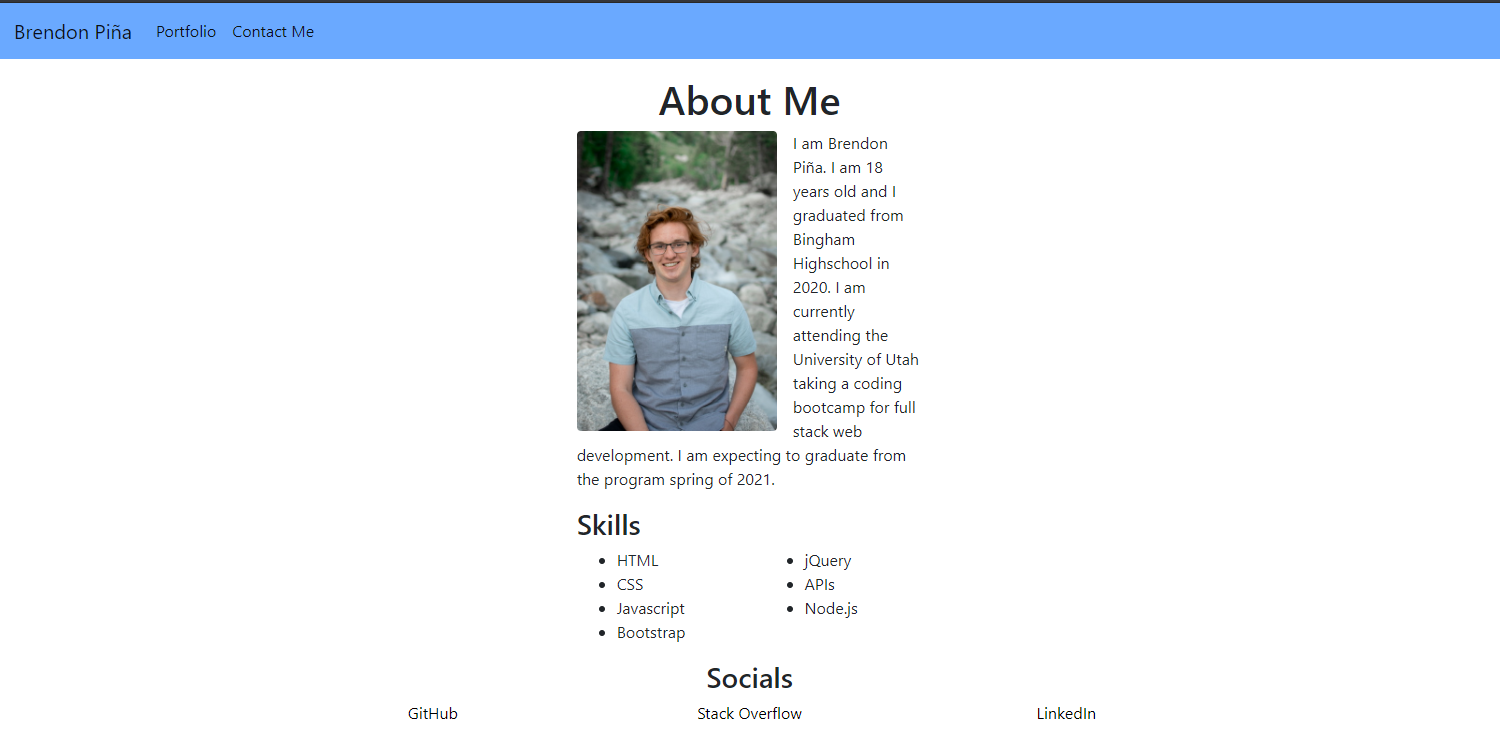 Brendon Piña Portfolio Contact Me
About Me
I am Brendon
Piña. I am 18
years old and I
graduated from
Bingham
Highschool in
2020. I am
currently
attending the
University of Utah
taking a coding
bootcamp for full
stack web
development. I am expecting to graduate from
the program spring of 2021.
Skills
• HTML
• CSS
• Javascript
• Bootstrap
• jQuery
• APIs
• Node.js
Socials
GitHub Stack Overflow LinkedIn